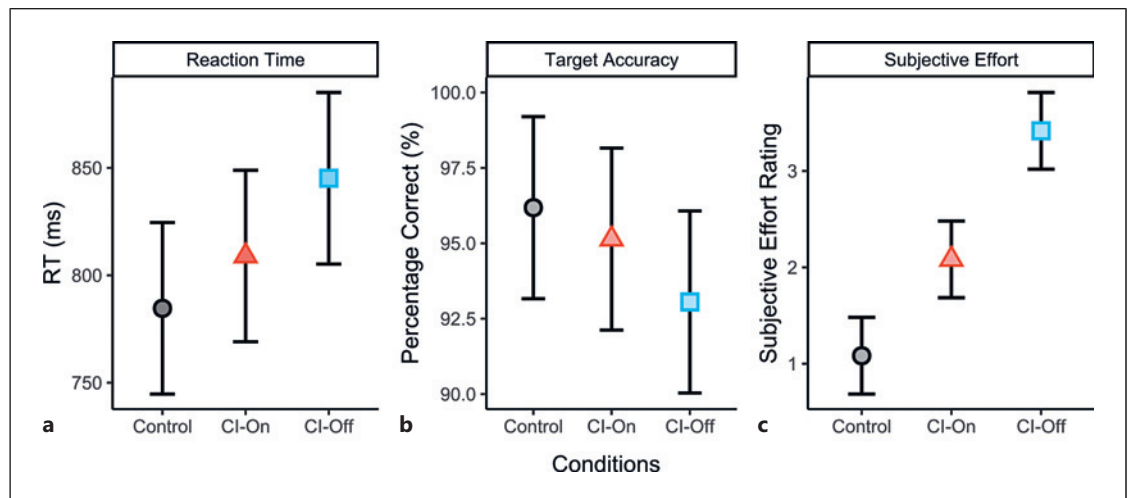 Reaction Time
Target Accuracy
Subjective Effort
RT (ms)
850
800
750
Control
CI-On
CI-Off
a
Percentage Correct (%)
100.0
97.5
95.0
92.5
90.0
Control
CI-On
CI-Off
b
Subjective Effort Rating
3
2
1
Control
CI-On
CI-Off
c
Conditions